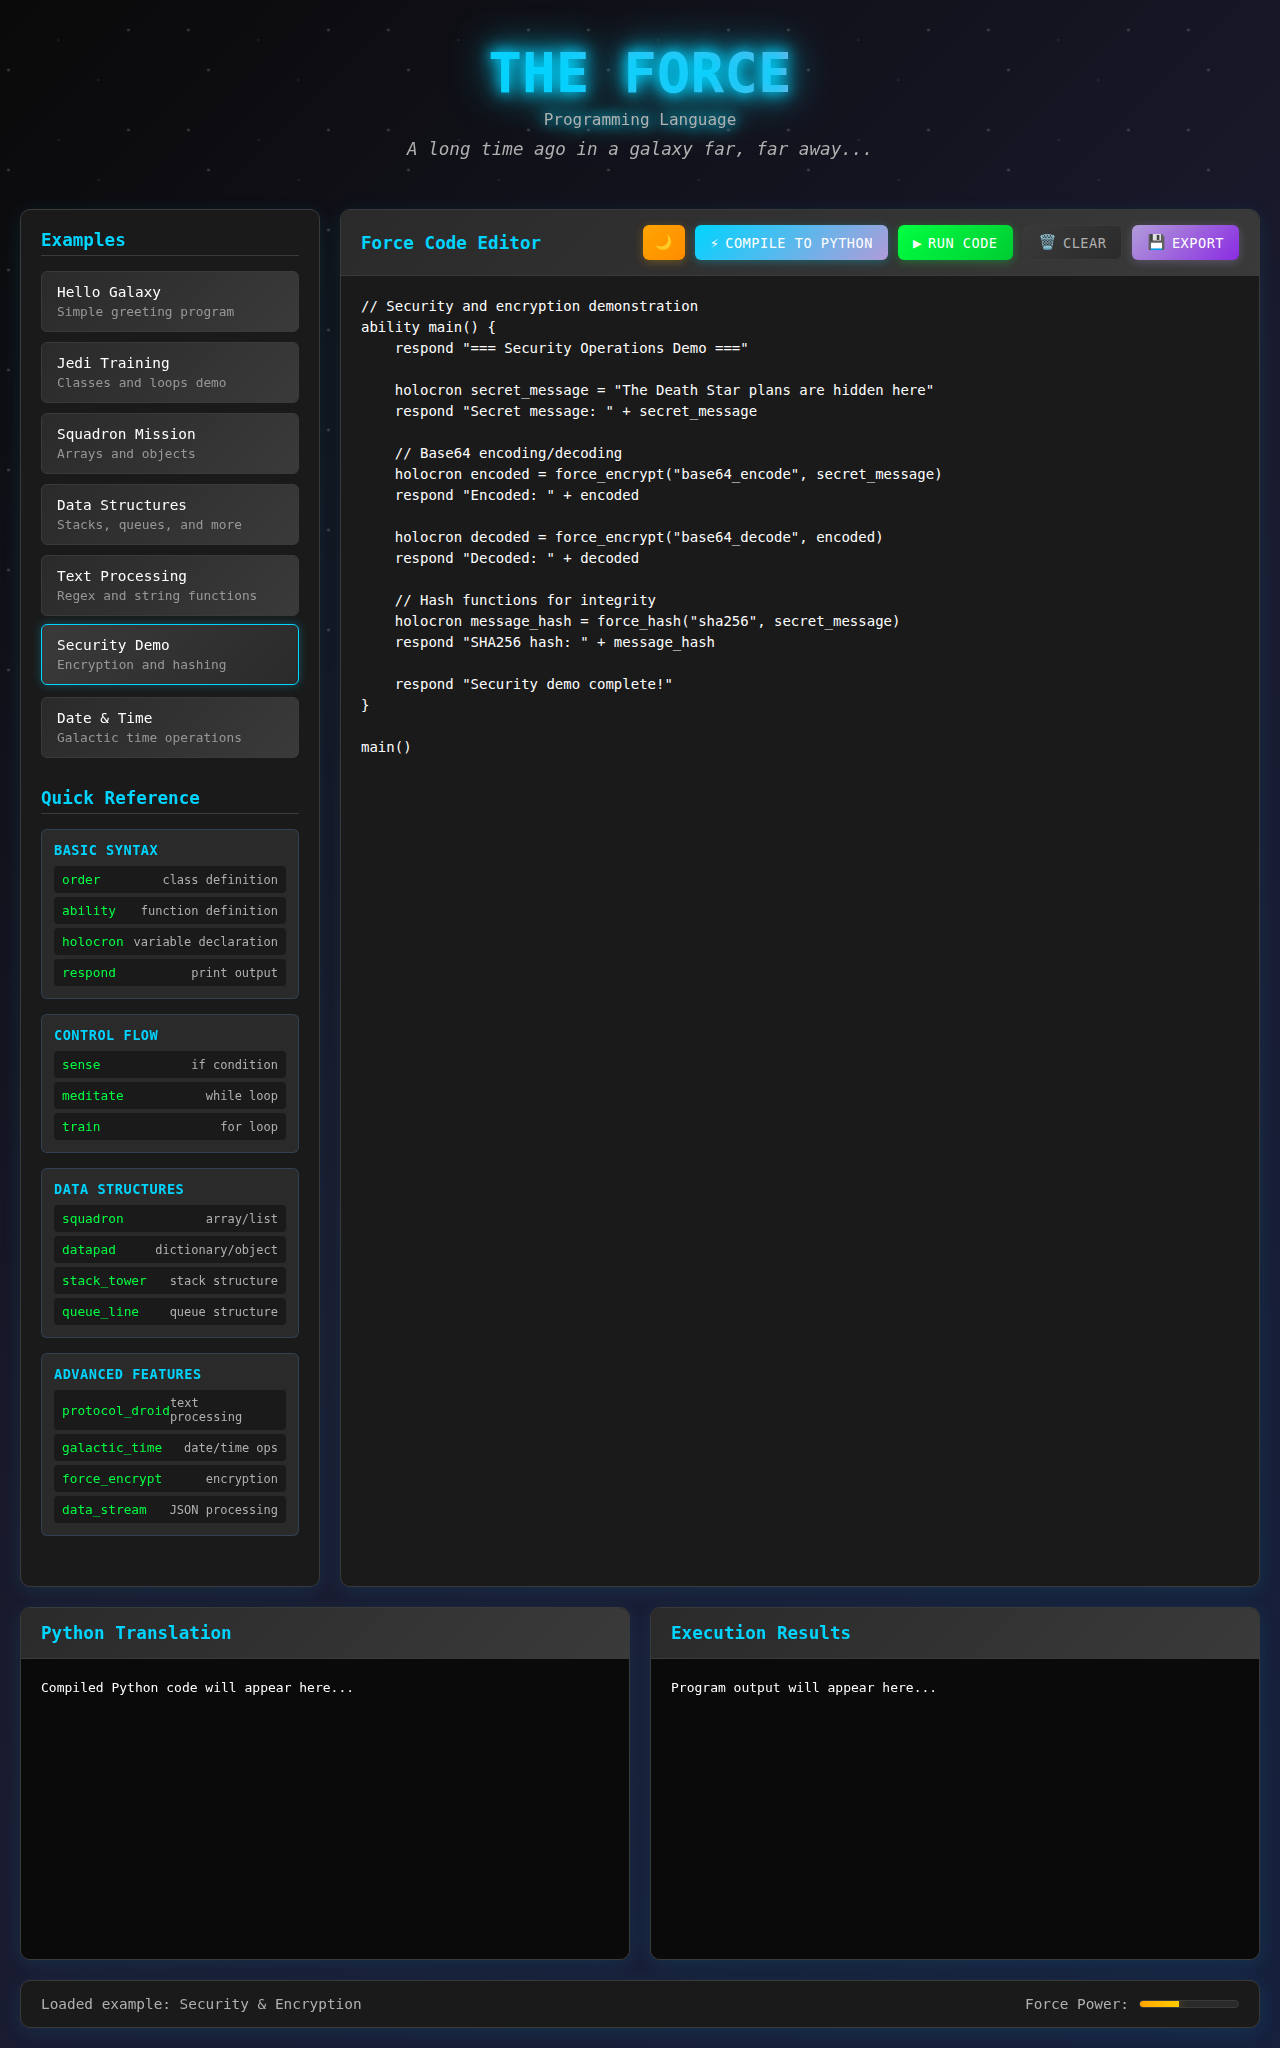 THE FORCE
Programming Language
A long time ago in a galaxy far, far away...
Examples
Hello Galaxy
Simple greeting program
Jedi Training
Classes and loops demo
Squadron Mission
Arrays and objects
Data Structures
Stacks, queues, and more
Text Processing
Regex and string functions
Security Demo
Encryption and hashing
Date & Time
Galactic time operations
Quick Reference
BASIC SYNTAX
order class definition
ability function definition
holocron variable declaration
respond print output
CONTROL FLOW
sense if condition
meditate while loop
train for loop
DATA STRUCTURES
squadron array/list
datapad dictionary/object
stack_tower stack structure
queue_line queue structure
ADVANCED FEATURES
protocol_droid text processing
galactic_time date/time ops
force_encrypt encryption
data_stream JSON processing
Force Code Editor
🌙 ⚡ COMPILE TO PYTHON ▶ RUN CODE 🗑️ CLEAR 💾 EXPORT
// Security and encryption demonstration
ability main() {
    respond "=== Security Operations Demo ==="
    holocron secret_message = "The Death Star plans are hidden here"
    respond "Secret message: " + secret_message
    // Base64 encoding/decoding
    holocron encoded = force_encrypt("base64_encode", secret_message)
    respond "Encoded: " + encoded
    holocron decoded = force_encrypt("base64_decode", encoded)
    respond "Decoded: " + decoded
    // Hash functions for integrity
    holocron message_hash = force_hash("sha256", secret_message)
    respond "SHA256 hash: " + message_hash
    respond "Security demo complete!"
}
main()
Python Translation
Compiled Python code will appear here...
Execution Results
Program output will appear here...
Loaded example: Security & Encryption
Force Power: